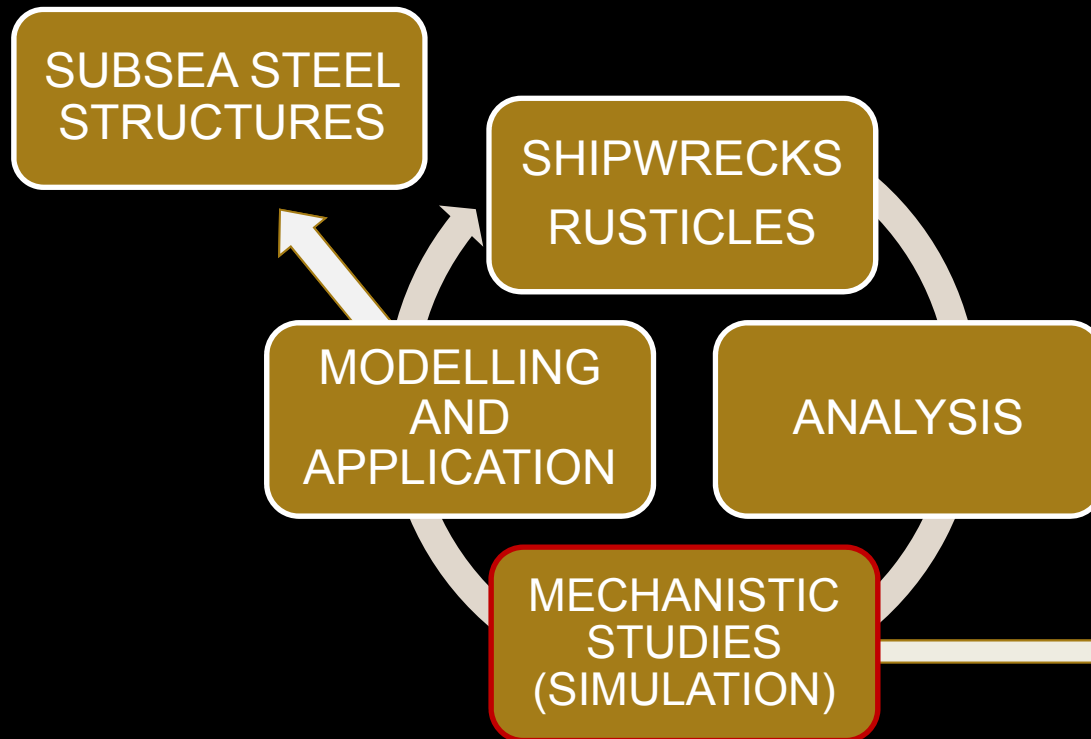 SUBSEA STEEL
STRUCTURES
SHIPWRECKS
RUSTICLES
MODELLING
AND
APPLICATION
ANALYSIS
MECHANISTIC
STUDIES
(SIMULATION)